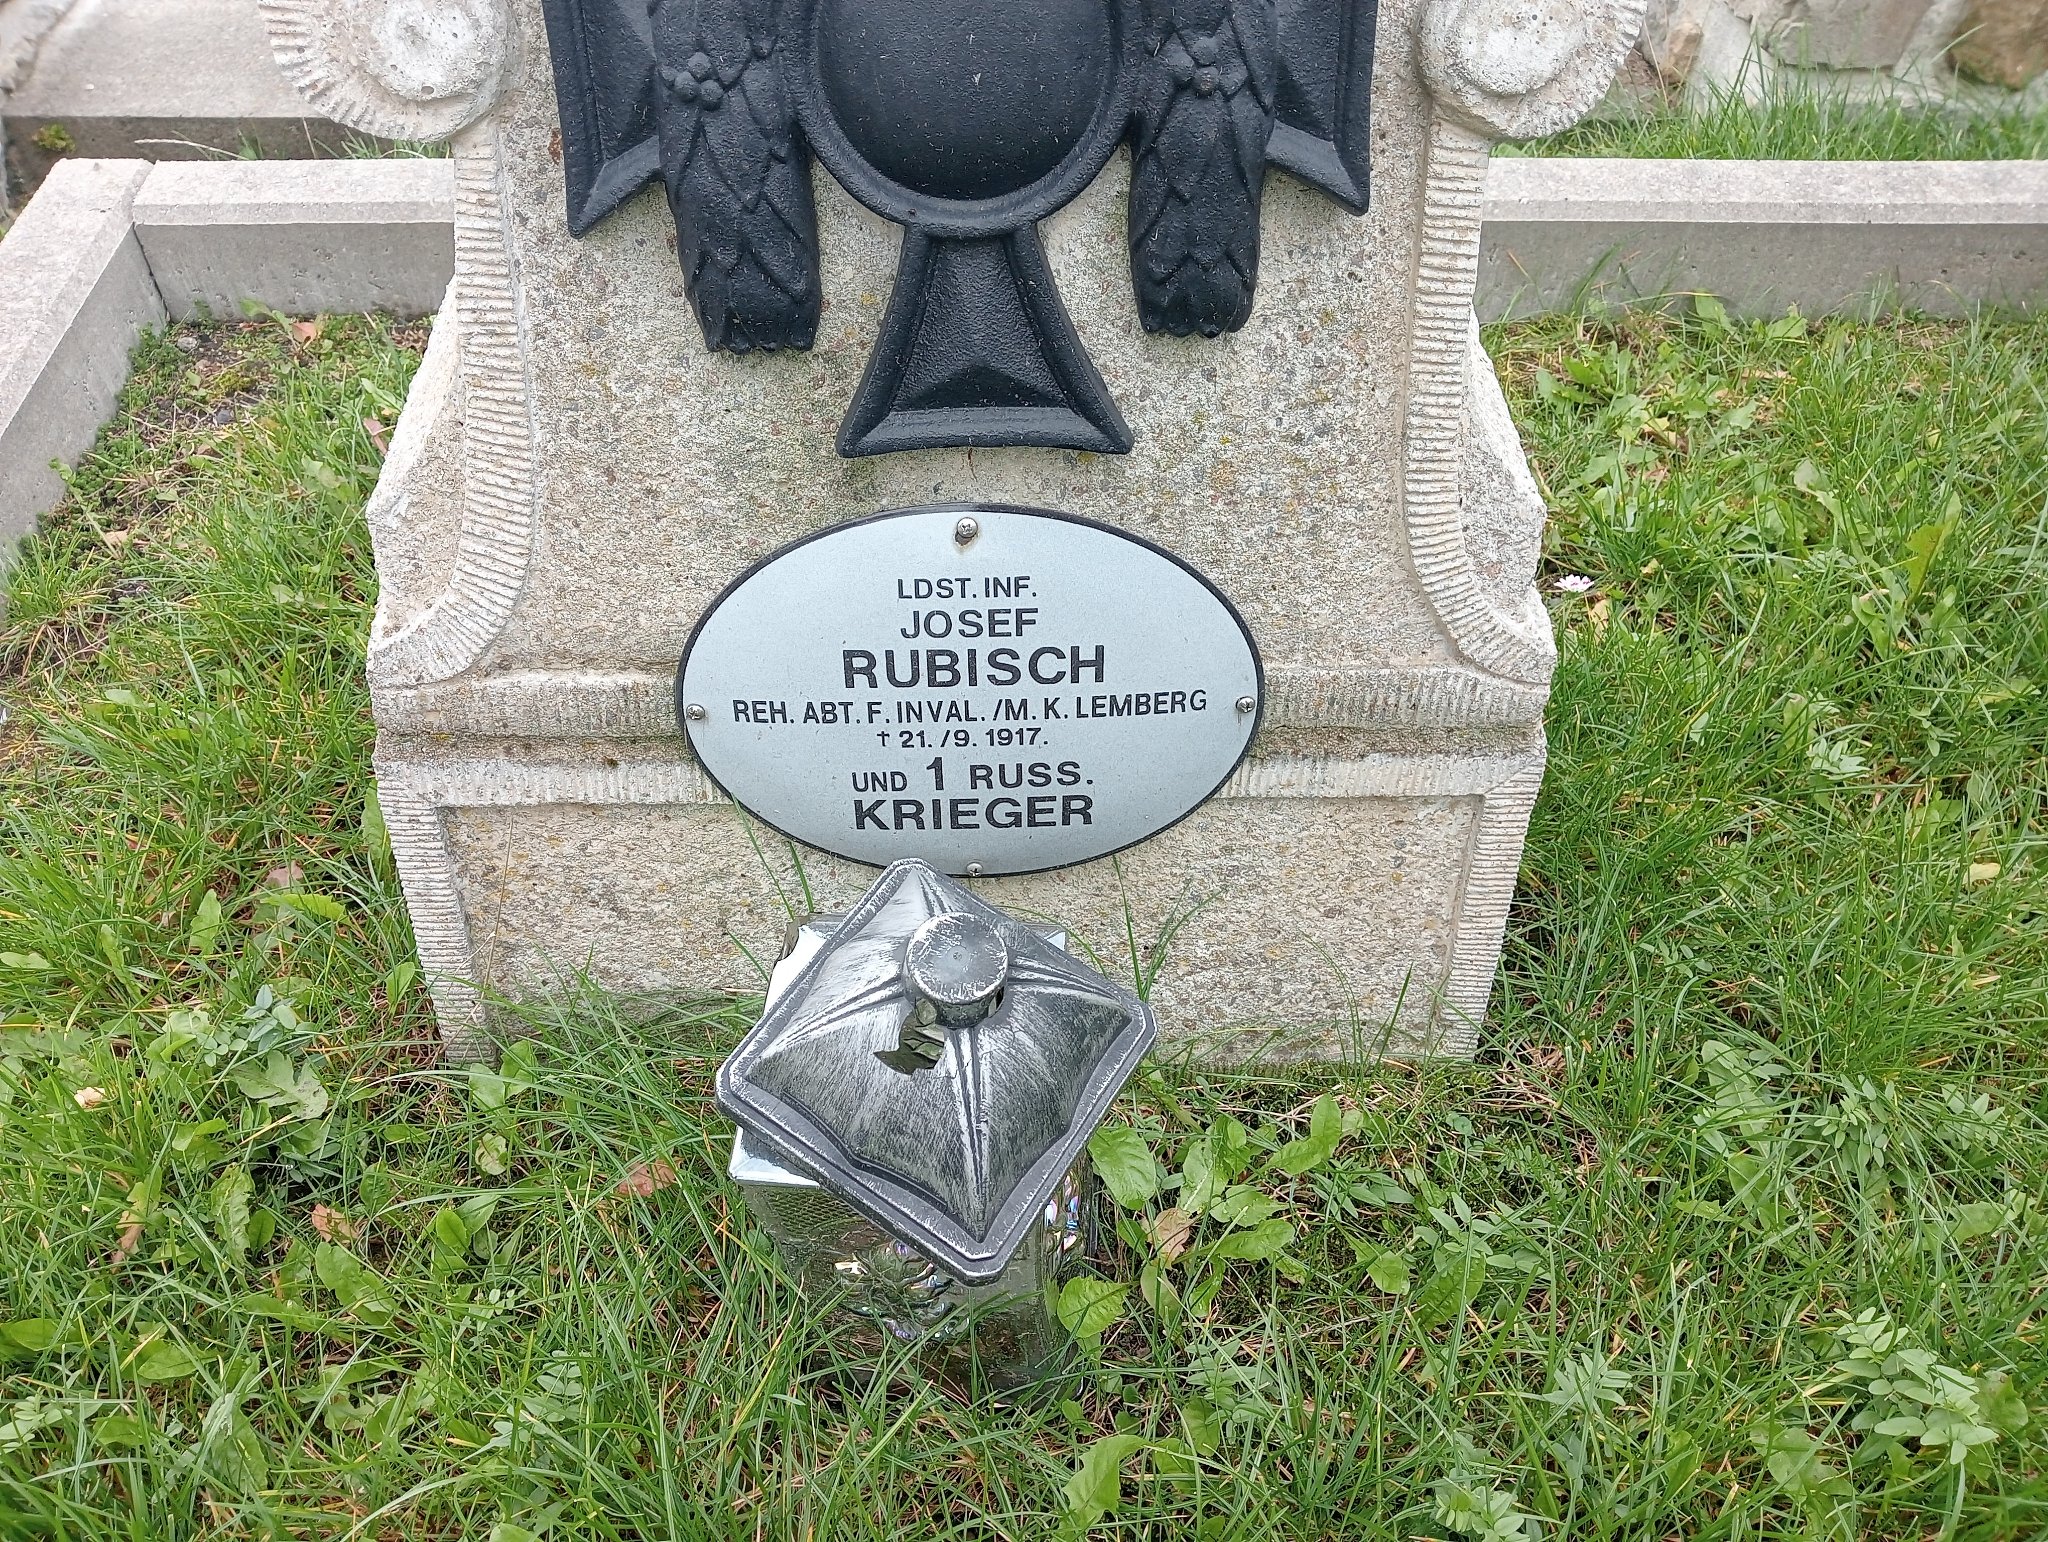 LDST. INF.
JOSEF
RUBISCH
REH. ABT. F. INVAL. /M. K. LEMBERG
† 21. /9. 1917.
UND 1 RUSS.
KRIEGER